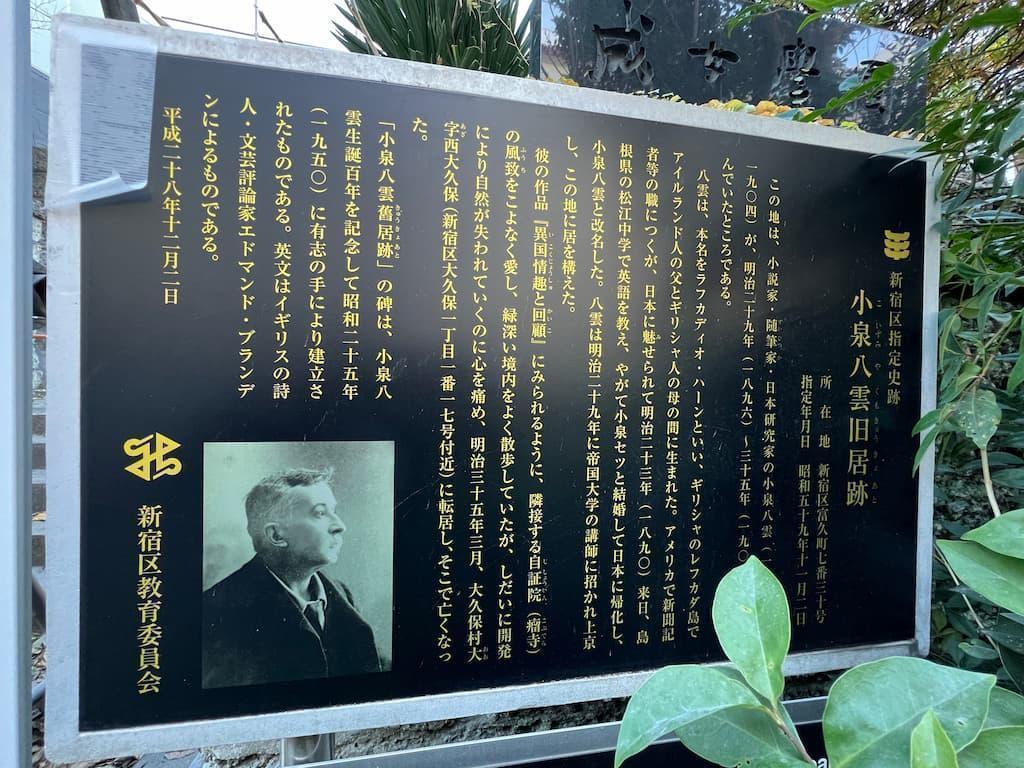 成女學
新宿区指定史跡
小泉八雲旧居跡
こいずみやくもきゅうきょあと
所在地　新宿区富久町七番三十号
指定年月日　昭和五十九年十一月二日
この地は、小説家・随筆家・日本研究家の小泉八雲（一
一九〇四）が、明治二十九年（一八九六）～三十五年（一九〇
んでいたところである。
八雲は、本名をラフカディオ・ハーンといい、ギリシャのレフカダ島で
アイルランド人の父とギリシャ人の母の間に生まれた。アメリカで新聞記
者等の職につくが、日本に魅せられて明治二十三年（一八九〇）来日、島
根県の松江中学で英語を教え、やがて小泉セツと結婚して日本に帰化し、
小泉八雲と改名した。八雲は明治二十九年に帝国大学の講師に招かれ上京
し、この地に居を構えた。
彼の作品『異国情趣と回顧』にみられるように、隣接する自証院（瘤寺）
の風致をこよなく愛し、緑深い境内をよく散歩していたが、しだいに開発
により自然が失われていくのに心を痛め、明治三十五年三月、大久保村大
字西大久保（新宿区大久保一丁目一番一七号付近）に転居し、そこで亡くなっ
た。
「小泉八雲舊居跡」の碑は、小泉八
雲生誕百年を記念して昭和二十五年
（一九五〇）に有志の手により建立さ
れたものである。英文はイギリスの詩
人・文芸評論家エドマンド・ブランデ
ンによるものである。
平成二十八年十二月二日
新宿区教育委員会